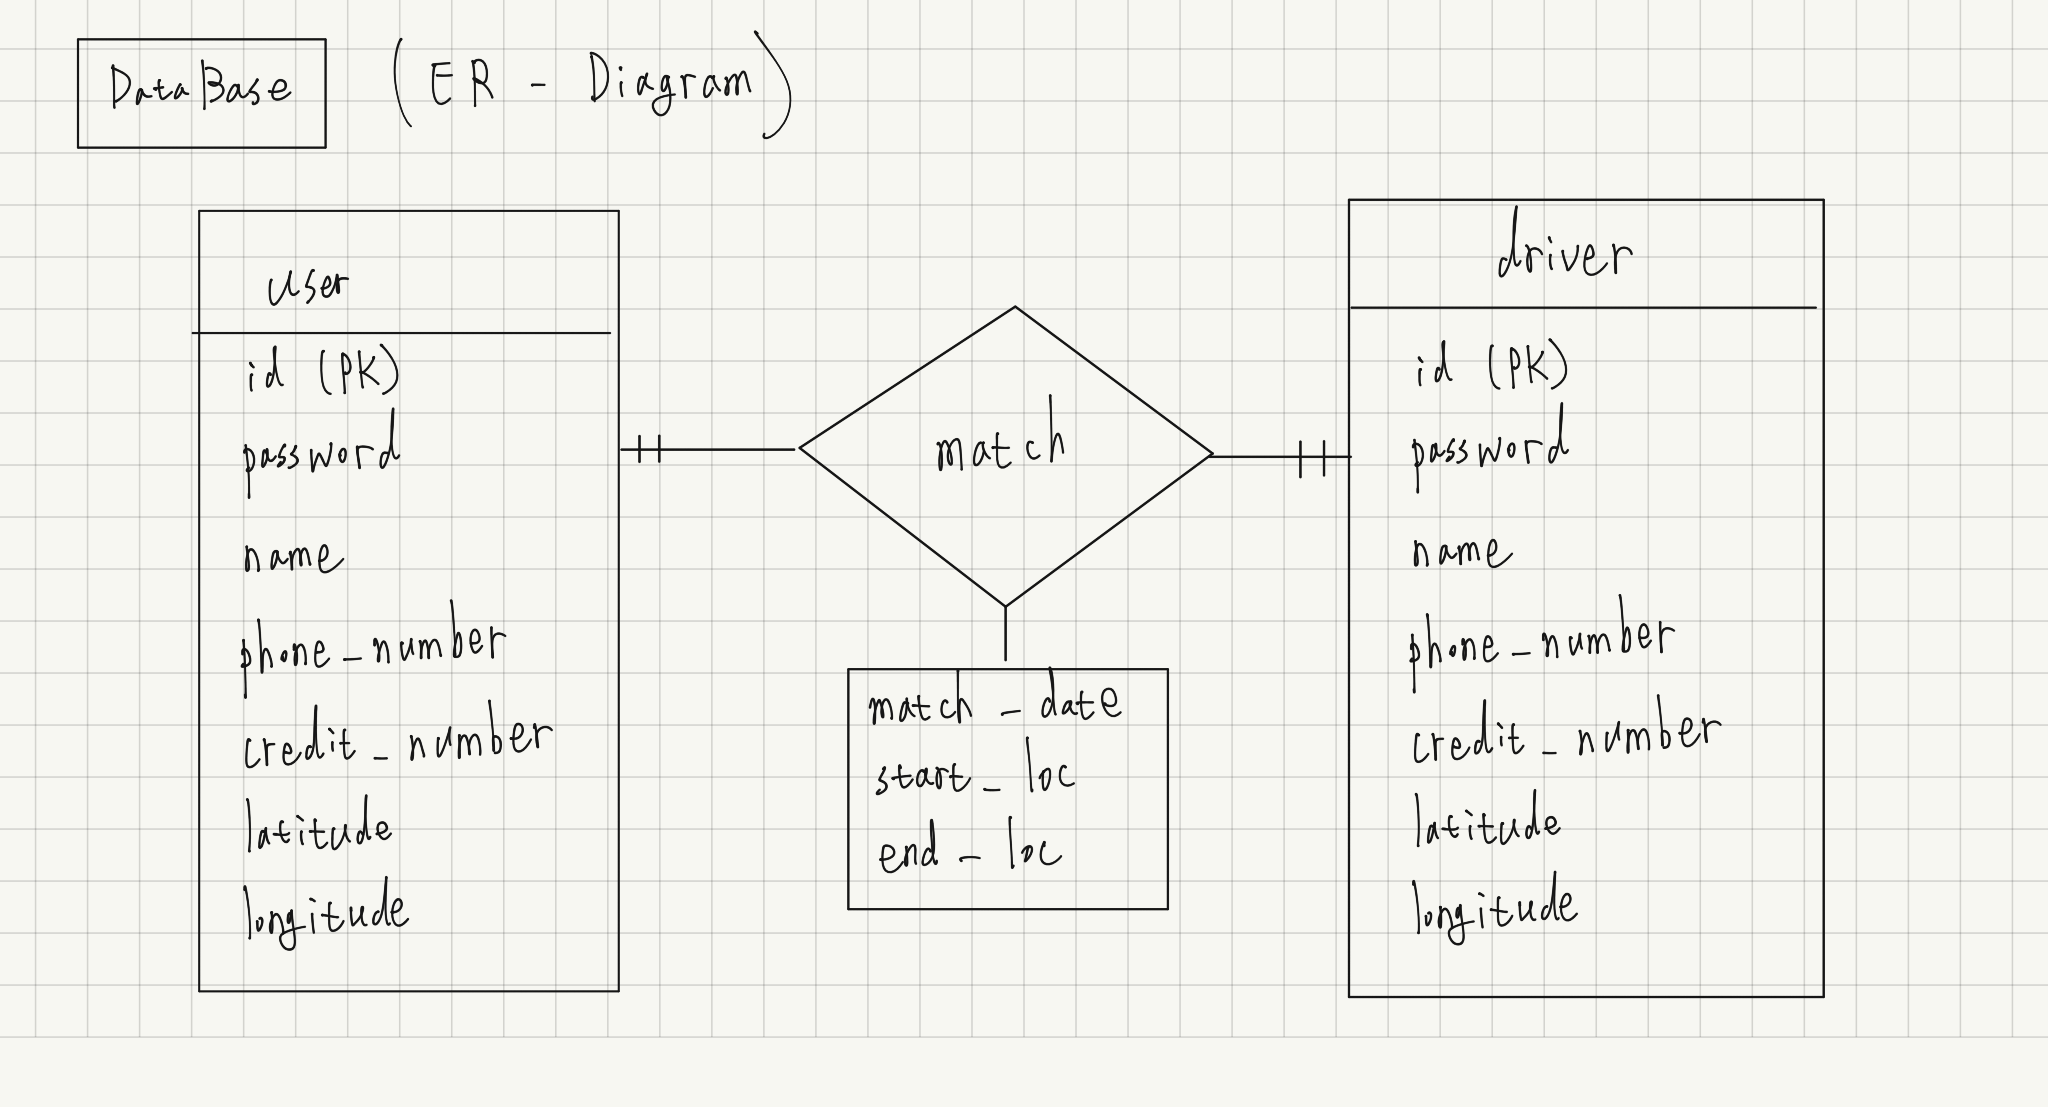 DataBase (ER - Diagram)
user
id (PK)
password
name
phone_number
credit_number
latitude
longitude
match
match_date
start_loc
end_loc
driver
id (PK)
password
name
phone_number
credit_number
latitude
longitude